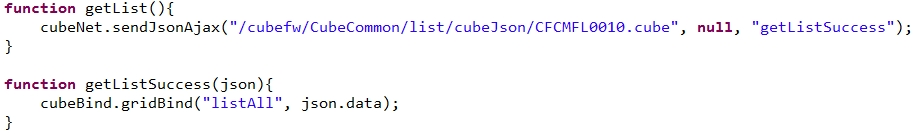 function getList(){
    cubeNet.sendJsonAjax("/cubefw/CubeCommon/list/cubeJson/CFCMFL0010.cube", null, "getListSuccess");
}

function getListSuccess(json){
    cubeBind.gridBind("listAll", json.data);
}